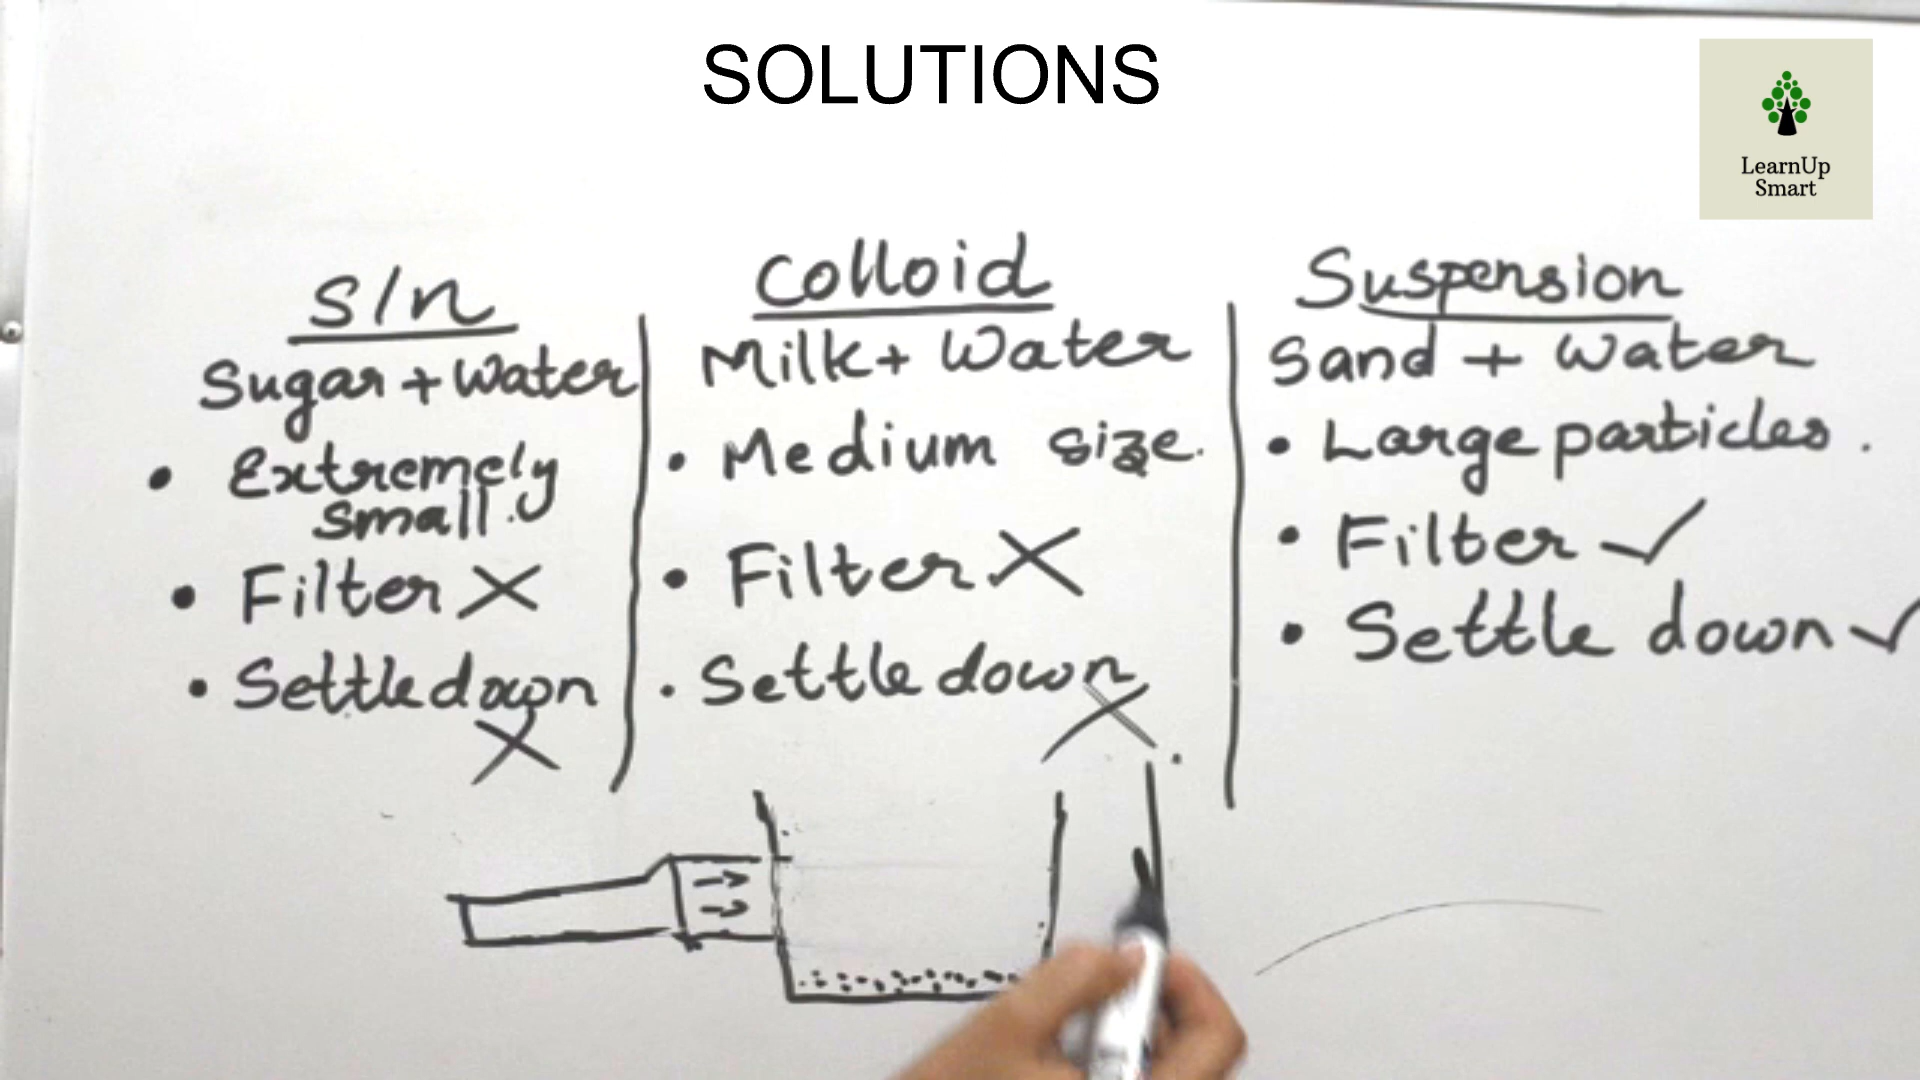 SOLUTIONS
LearnUp
Smart
S/n
Sugar + Water
• Extremely
small.
• Filter ✗
• Settle down
✗
Colloid
Milk + Water
• Medium size.
• Filter ✗
• Settle down
✗.
Suspension
Sand + Water
• Large particles.
• Filter ✓
• Settle down ✓